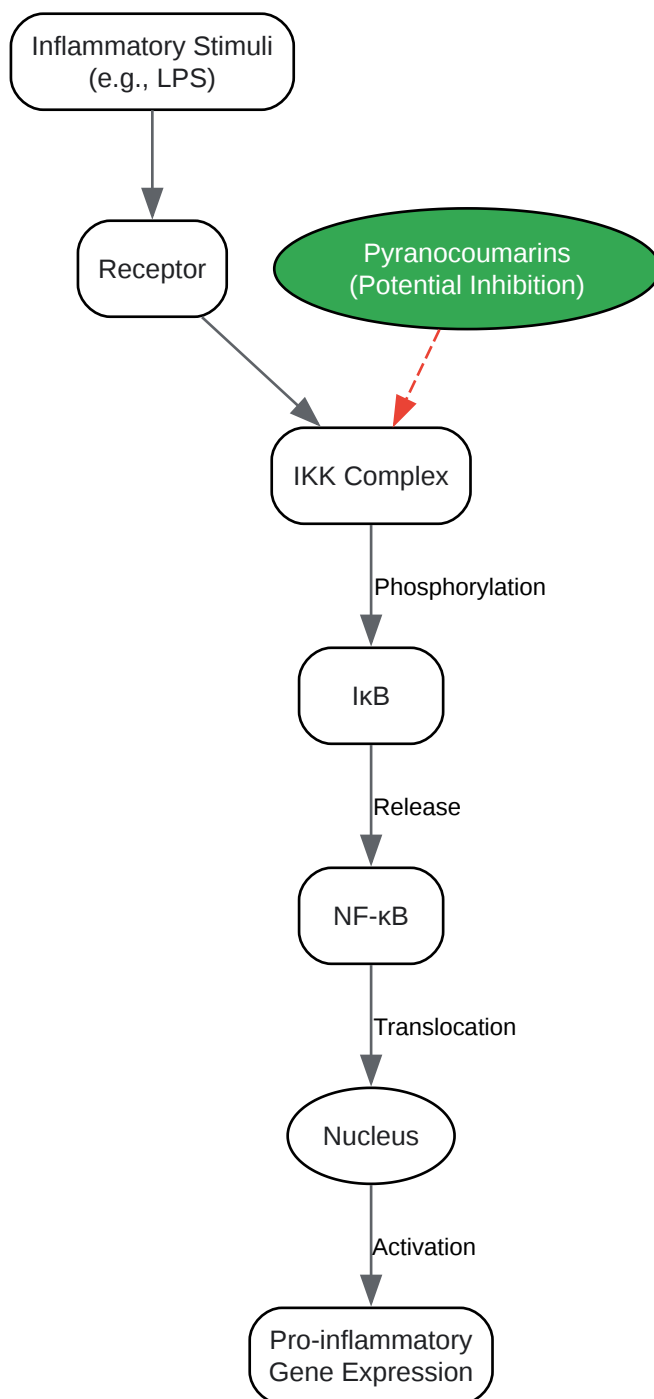 Inflammatory Stimuli
(e.g., LPS)
Receptor
Pyranocoumarins
(Potential Inhibition)
IKK Complex
Phosphorylation
IκB
Release
NF-κB
Translocation
Nucleus
Activation
Pro-inflammatory
Gene Expression